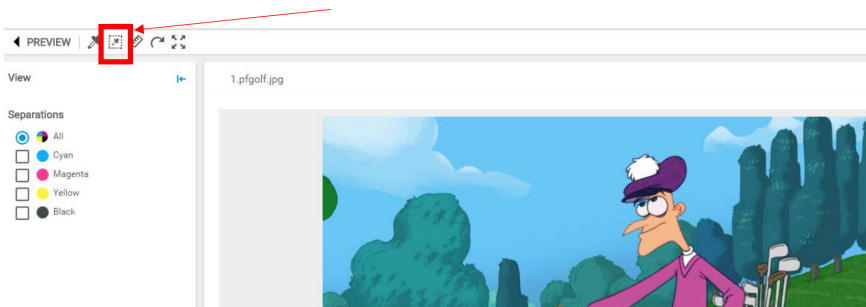 PREVIEW
View
1.pfgolf.jpg
Separations
All
Cyan
Magenta
Yellow
Black